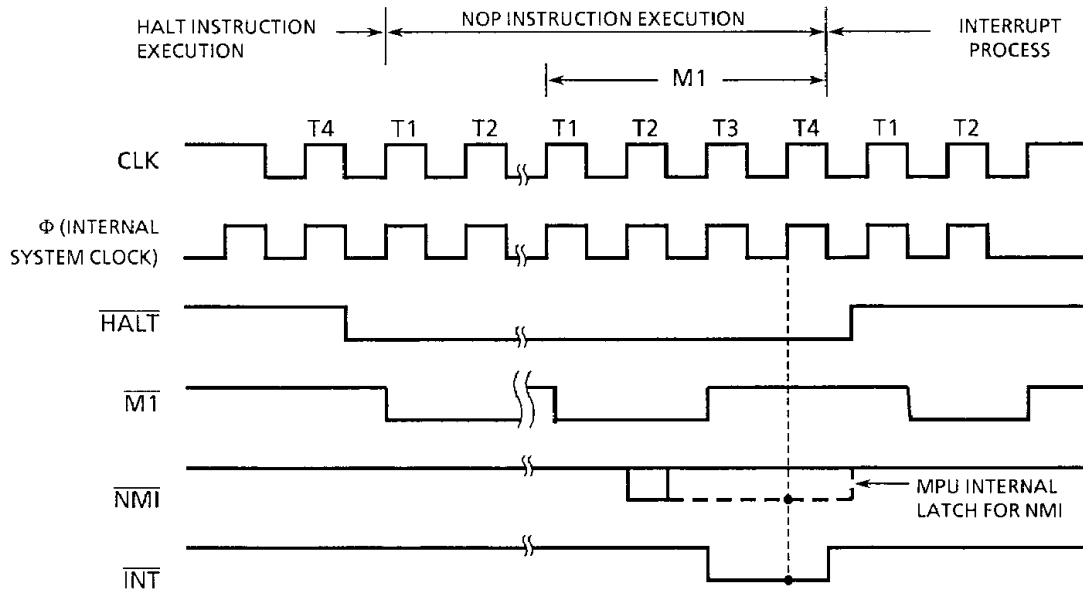 HALT INSTRUCTION
EXECUTION
NOP INSTRUCTION EXECUTION
INTERRUPT
PROCESS
M1
T4 T1 T2 T1 T2 T3 T4 T1 T2
CLK
Φ (INTERNAL
SYSTEM CLOCK)
HALT
M1
NMI
MPU INTERNAL
LATCH FOR NMI
INT